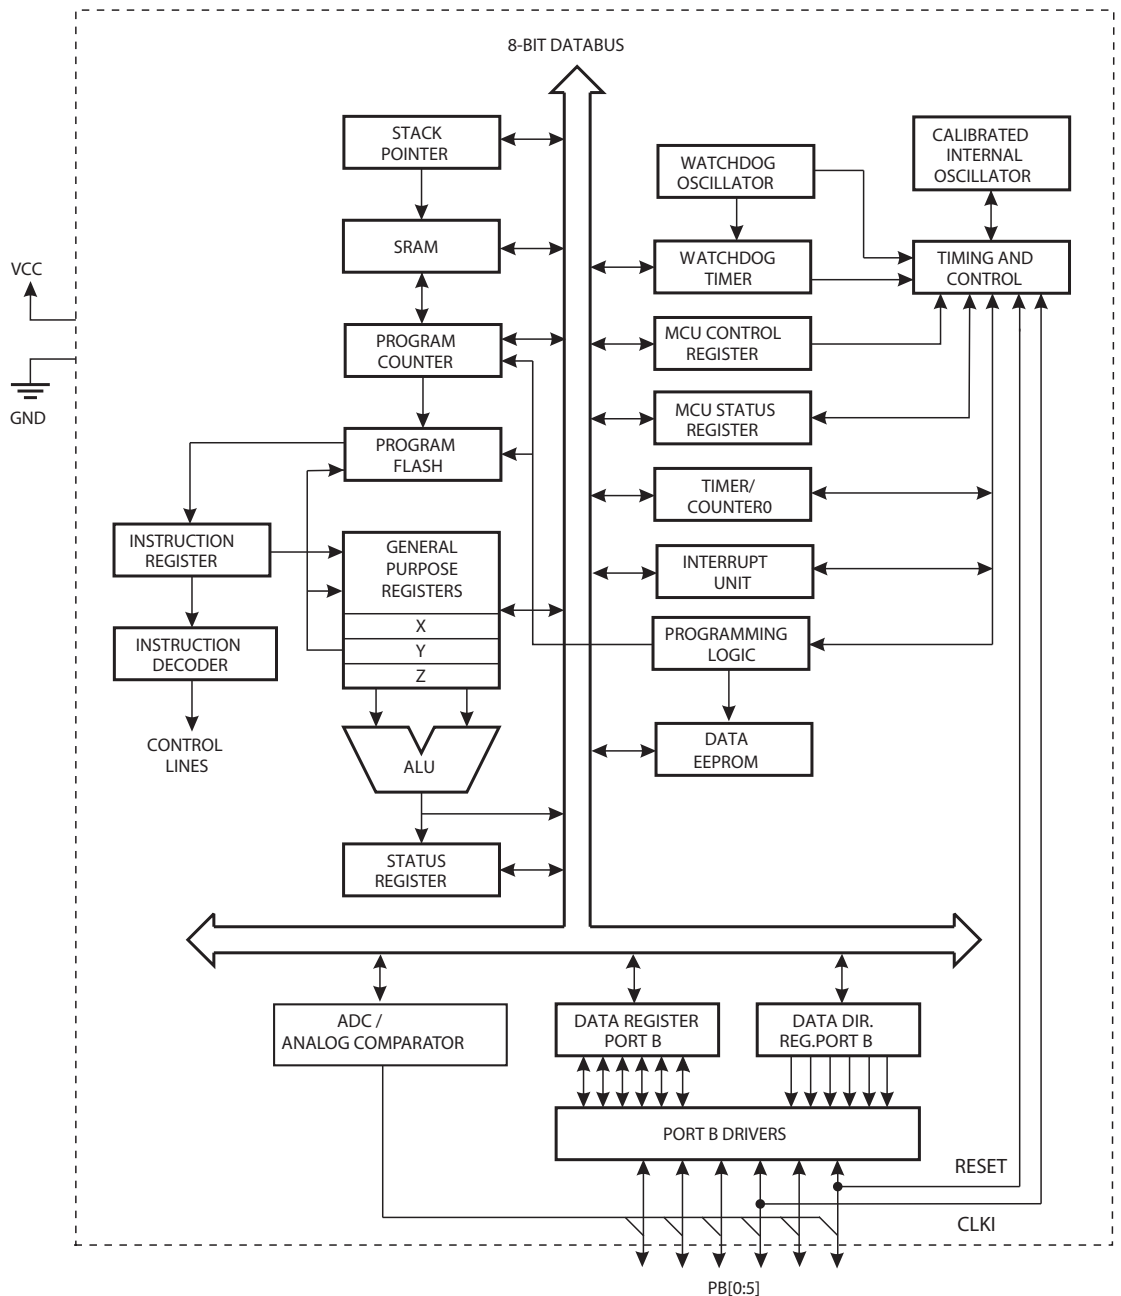 8-BIT DATABUS
STACK
POINTER
SRAM
PROGRAM
COUNTER
PROGRAM
FLASH
VCC
GND
INSTRUCTION
REGISTER
INSTRUCTION
DECODER
CONTROL
LINES
GENERAL
PURPOSE
REGISTERS
X
Y
Z
ALU
STATUS
REGISTER
WATCHDOG
OSCILLATOR
WATCHDOG
TIMER
MCU CONTROL
REGISTER
MCU STATUS
REGISTER
TIMER/
COUNTER0
INTERRUPT
UNIT
PROGRAMMING
LOGIC
DATA
EEPROM
CALIBRATED
INTERNAL
OSCILLATOR
TIMING AND
CONTROL
ADC /
ANALOG COMPARATOR
DATA REGISTER
PORT B
DATA DIR.
REG.PORT B
PORT B DRIVERS
RESET
CLKI
PB[0:5]